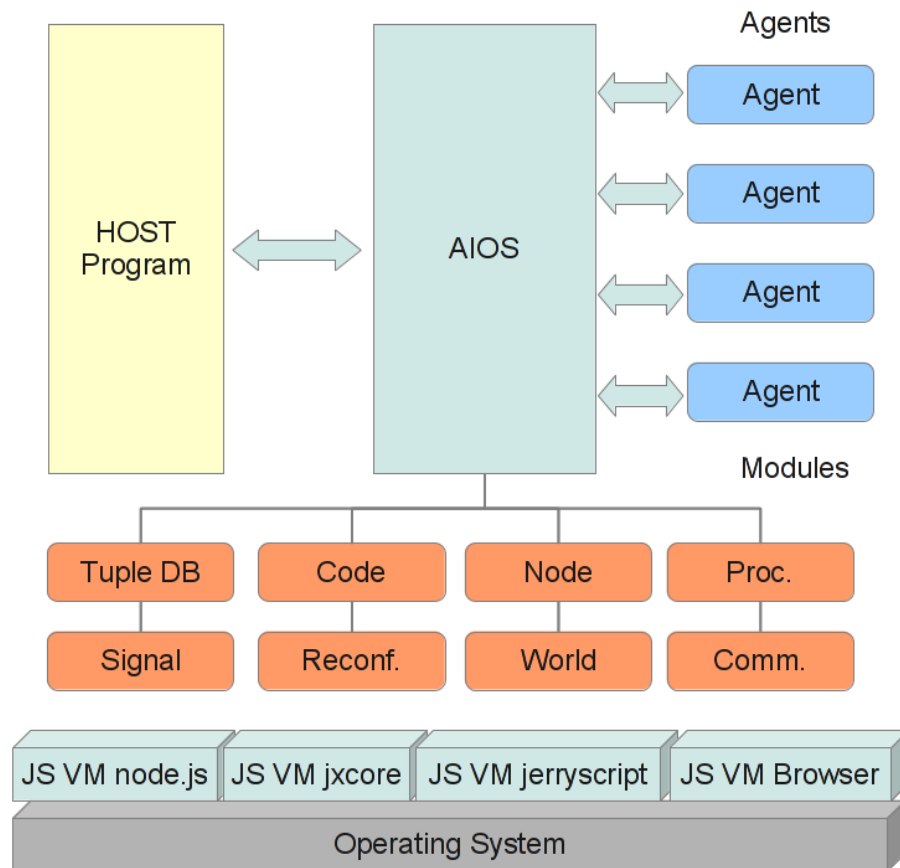 Agents
Agent
Agent
HOST
Program
AIOS
Agent
Agent
Modules
Tuple DB
Code
Node
Proc.
Signal
Reconf.
World
Comm.
JS VM node.js
JS VM jxcore
JS VM jerryscript
JS VM Browser
Operating System